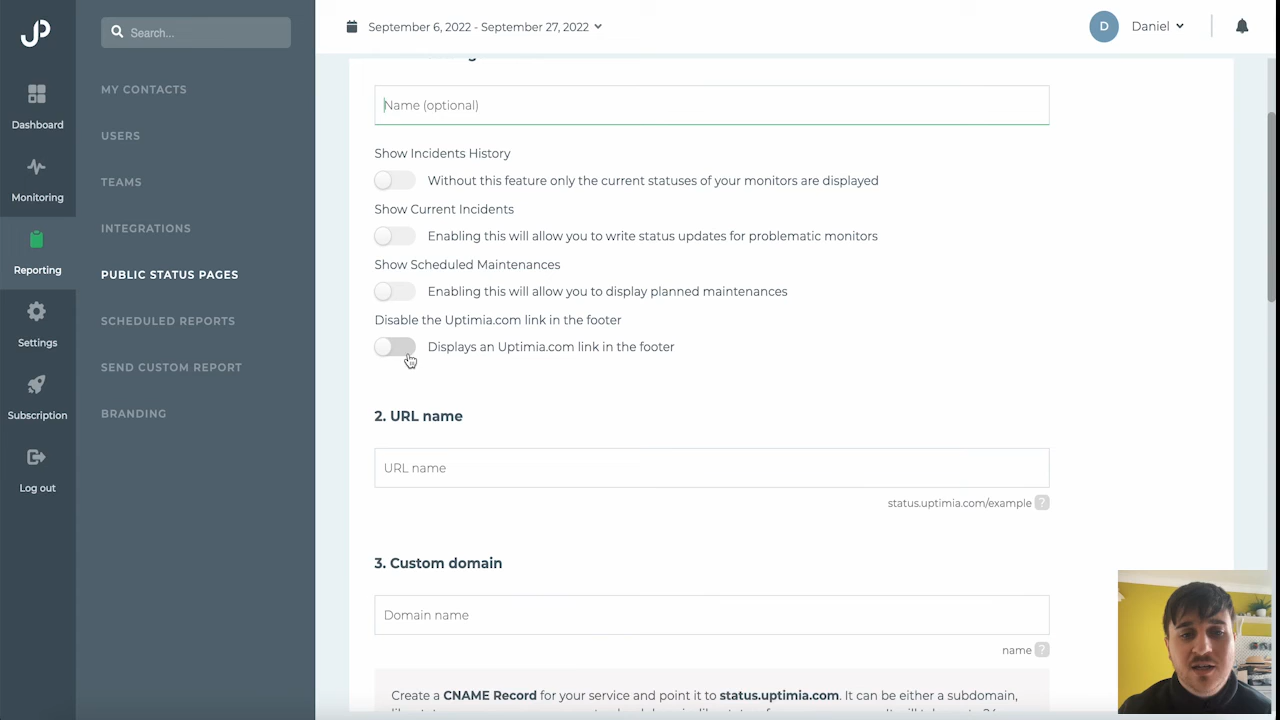 Search...
September 6, 2022 - September 27, 2022
D
Daniel
Dashboard
Monitoring
Reporting
Settings
Subscription
Log out
MY CONTACTS
USERS
TEAMS
INTEGRATIONS
PUBLIC STATUS PAGES
SCHEDULED REPORTS
SEND CUSTOM REPORT
BRANDING
Name (optional)
Show Incidents History
Without this feature only the current statuses of your monitors are displayed
Show Current Incidents
Enabling this will allow you to write status updates for problematic monitors
Show Scheduled Maintenances
Enabling this will allow you to display planned maintenances
Disable the Uptimia.com link in the footer
Displays an Uptimia.com link in the footer
2. URL name
URL name
status.uptimia.com/example ?
3. Custom domain
Domain name
name ?
Create a CNAME Record for your service and point it to status.uptimia.com. It can be either a subdomain,